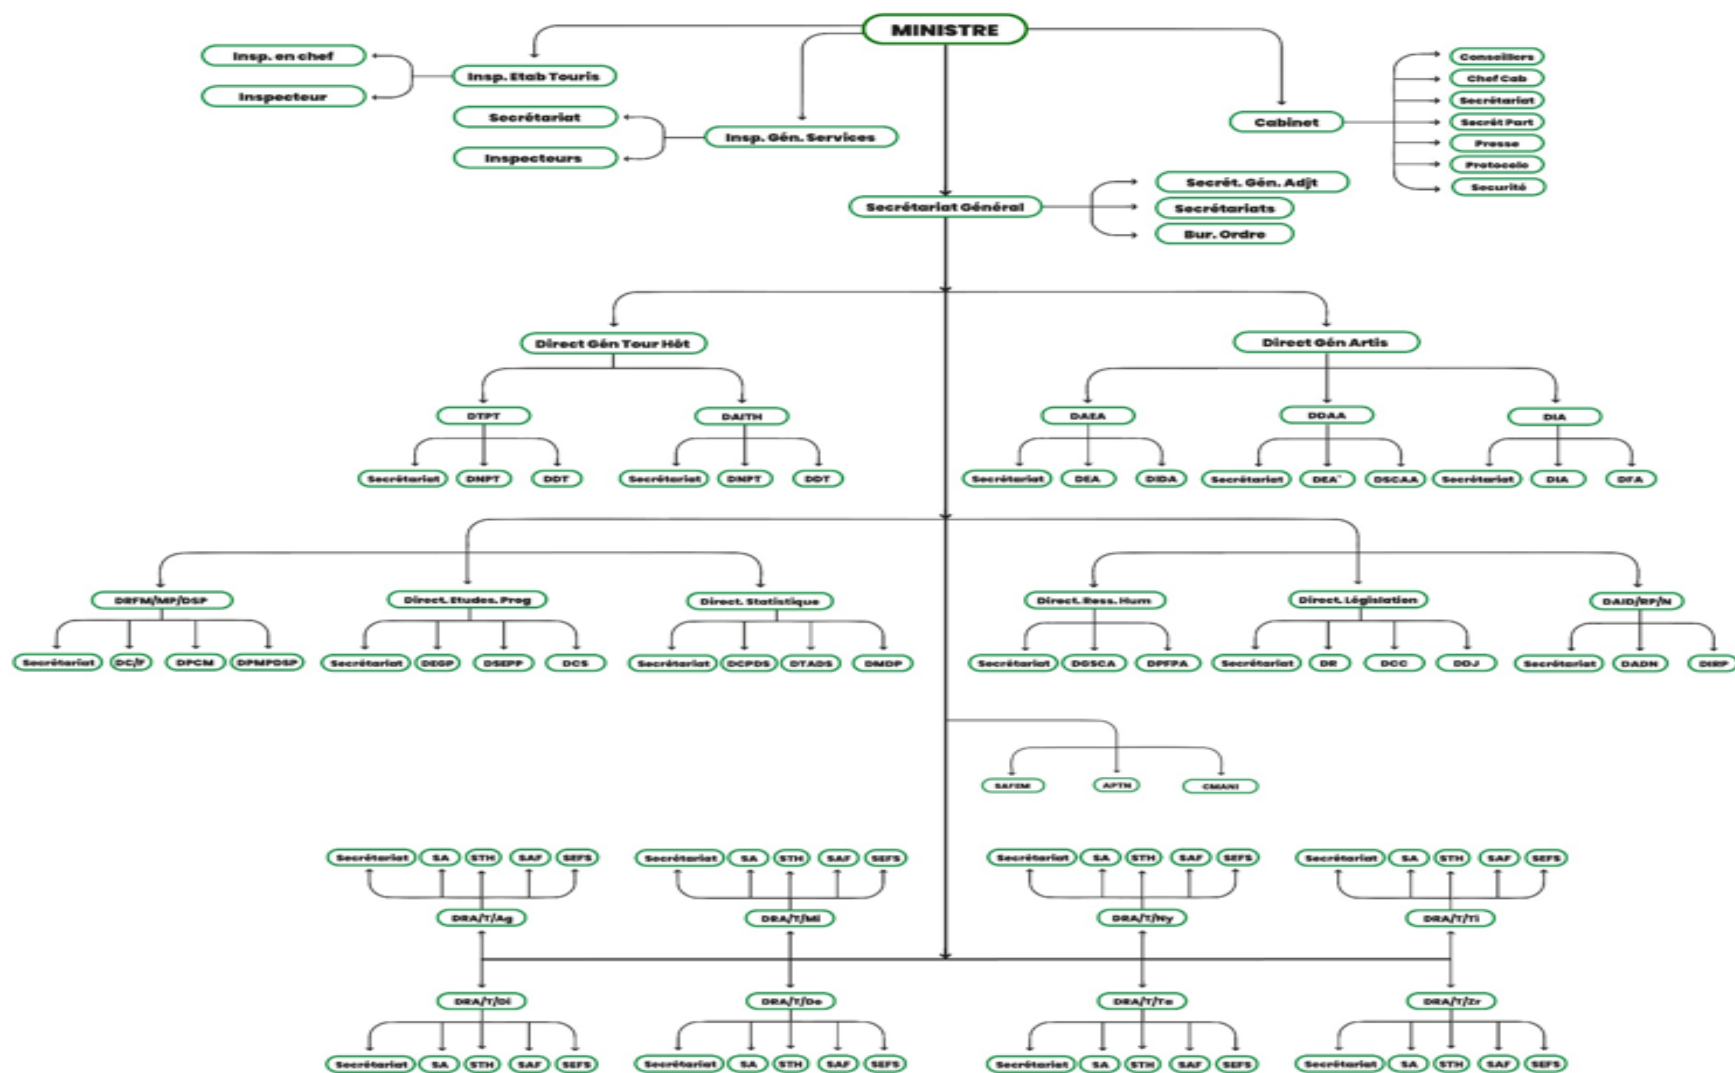 MINISTRE
Insp. en chef
Insp. Etab Touris
Inspecteur
Secrétariat
Insp. Gén. Services
Inspecteurs
Cabinet
Conseillers
Chef Cab
Secrétariat
Secrét Part
Presse
Protocole
Securité
Secrétariat Général
Secrét. Gén. Adjt
Secrétariats
Bur. Ordre
Direct Gén Tour Hôt
Direct Gén Artis
DTPT
DAITH
DAEA
DDAA
DIA
Secrétariat DNPT DDT
Secrétariat DNPT DDT
Secrétariat DEA DIDA
Secrétariat DEA" DSCAA
Secrétariat DIA DFA
DRFM/MP/DSP
Direct. Etudes. Prog
Direct. Statistique
Direct. Ress. Hum
Direct. Législation
DAID/RP/N
Secrétariat DC/F DPCM DPMPDSP
Secrétariat DEGP DSEPP DCS
Secrétariat DCPDS DTADS DMDP
Secrétariat DGSCA DPFPA
Secrétariat DR DCC DDJ
Secrétariat DADN DIRP
SAFEM
APTN
CMANI
Secrétariat SA STH SAF SEFS
Secrétariat SA STH SAF SEFS
Secrétariat SA STH SAF SEFS
Secrétariat SA STH SAF SEFS
DRA/T/Ag
DRA/T/Mi
DRA/T/Ny
DRA/T/Ti
DRA/T/Di
DRA/T/Do
DRA/T/Ta
DRA/T/Zr
Secrétariat SA STH SAF SEFS
Secrétariat SA STH SAF SEFS
Secrétariat SA STH SAF SEFS
Secrétariat SA STH SAF SEFS